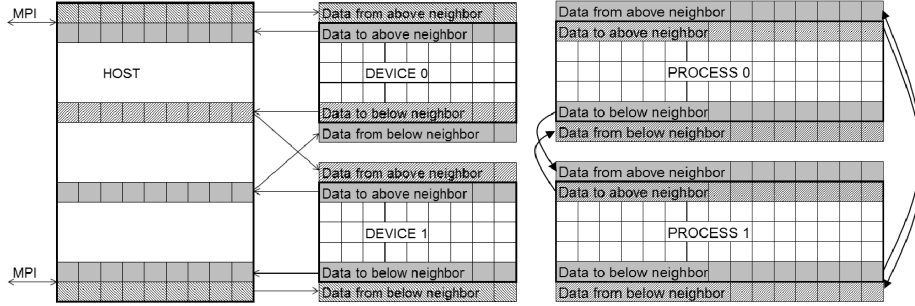 MPI
HOST
MPI
Data from above neighbor
Data to above neighbor
DEVICE 0
Data to below neighbor
Data from below neighbor
Data from above neighbor
Data to above neighbor
DEVICE 1
Data to below neighbor
Data from below neighbor
Data from above neighbor
Data to above neighbor
PROCESS 0
Data to below neighbor
Data from below neighbor
Data from above neighbor
Data to above neighbor
PROCESS 1
Data to below neighbor
Data from below neighbor